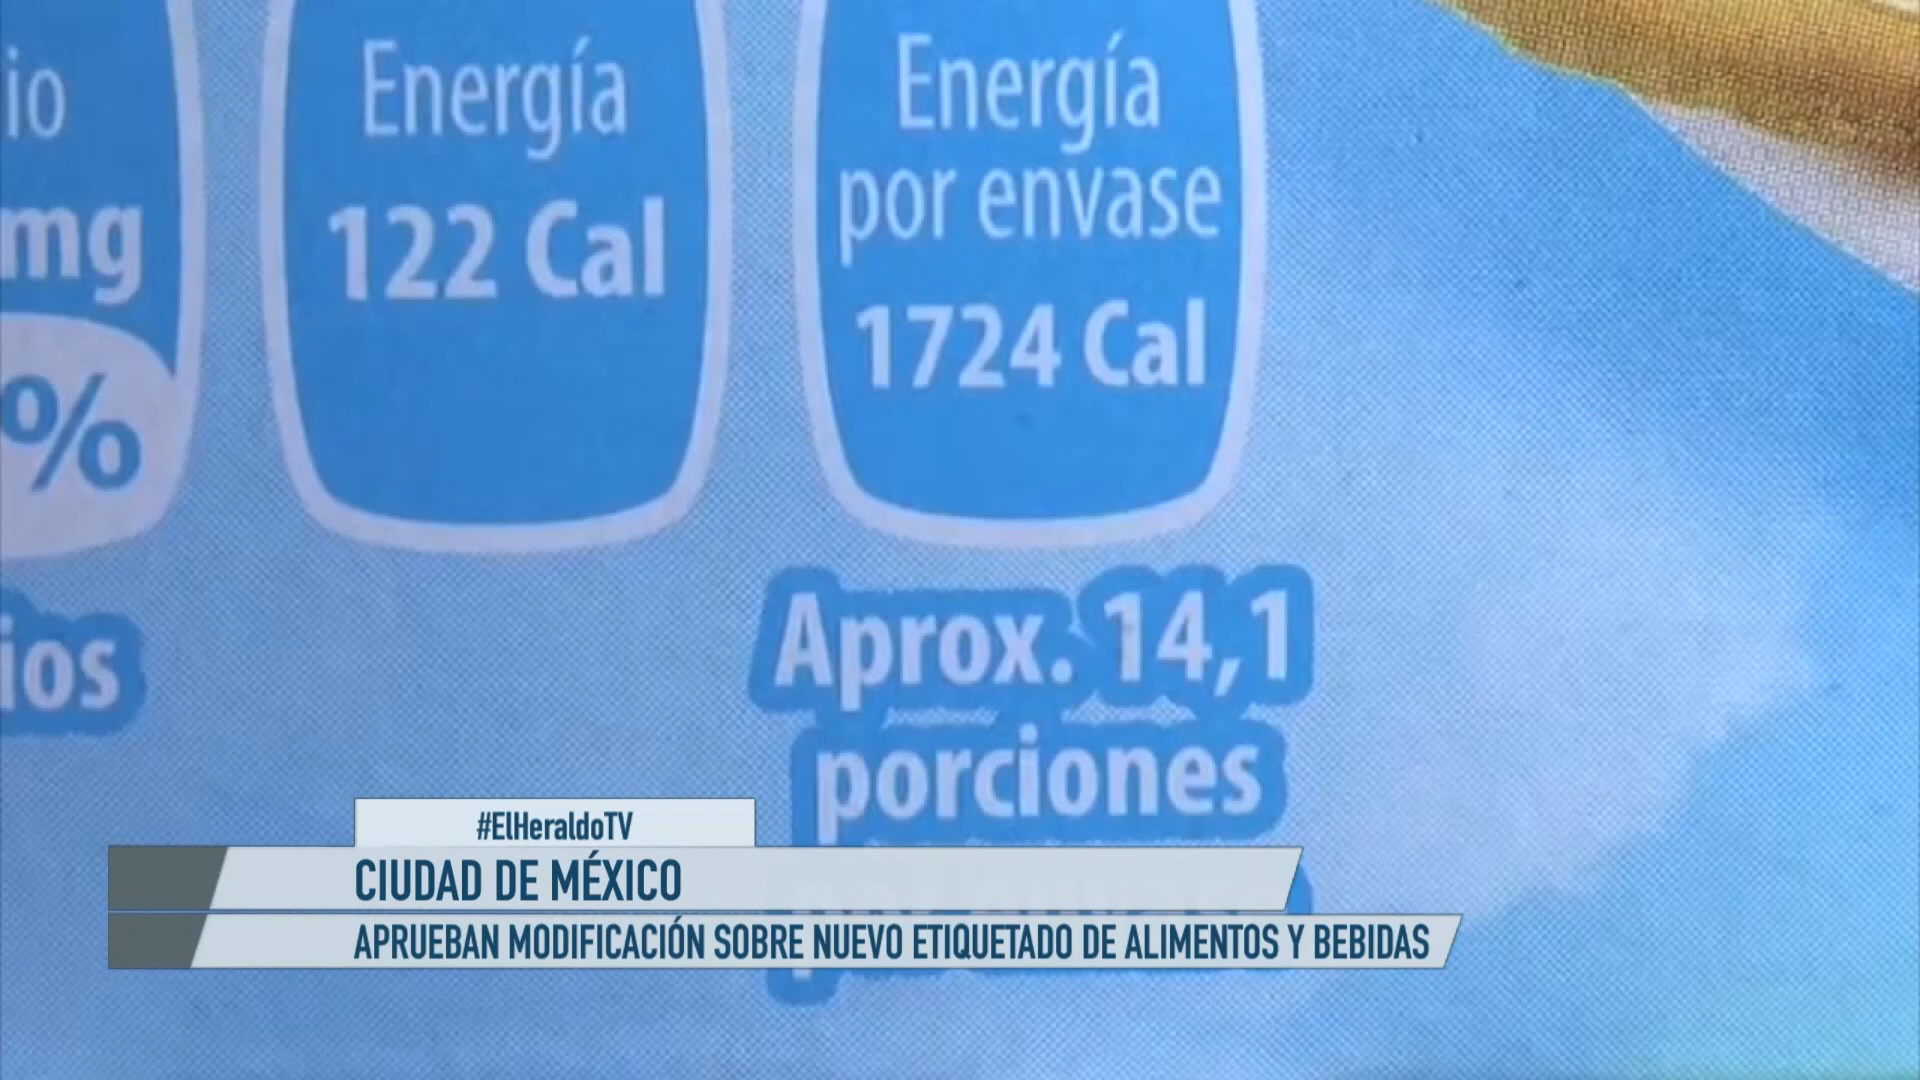 io
mg
%
ios
Energía
122 Cal
Energía
por envase
1724 Cal
Aprox. 14,1
porciones
#ElHeraldoTV
CIUDAD DE MÉXICO
APRUEBAN MODIFICACIÓN SOBRE NUEVO ETIQUETADO DE ALIMENTOS Y BEBIDAS